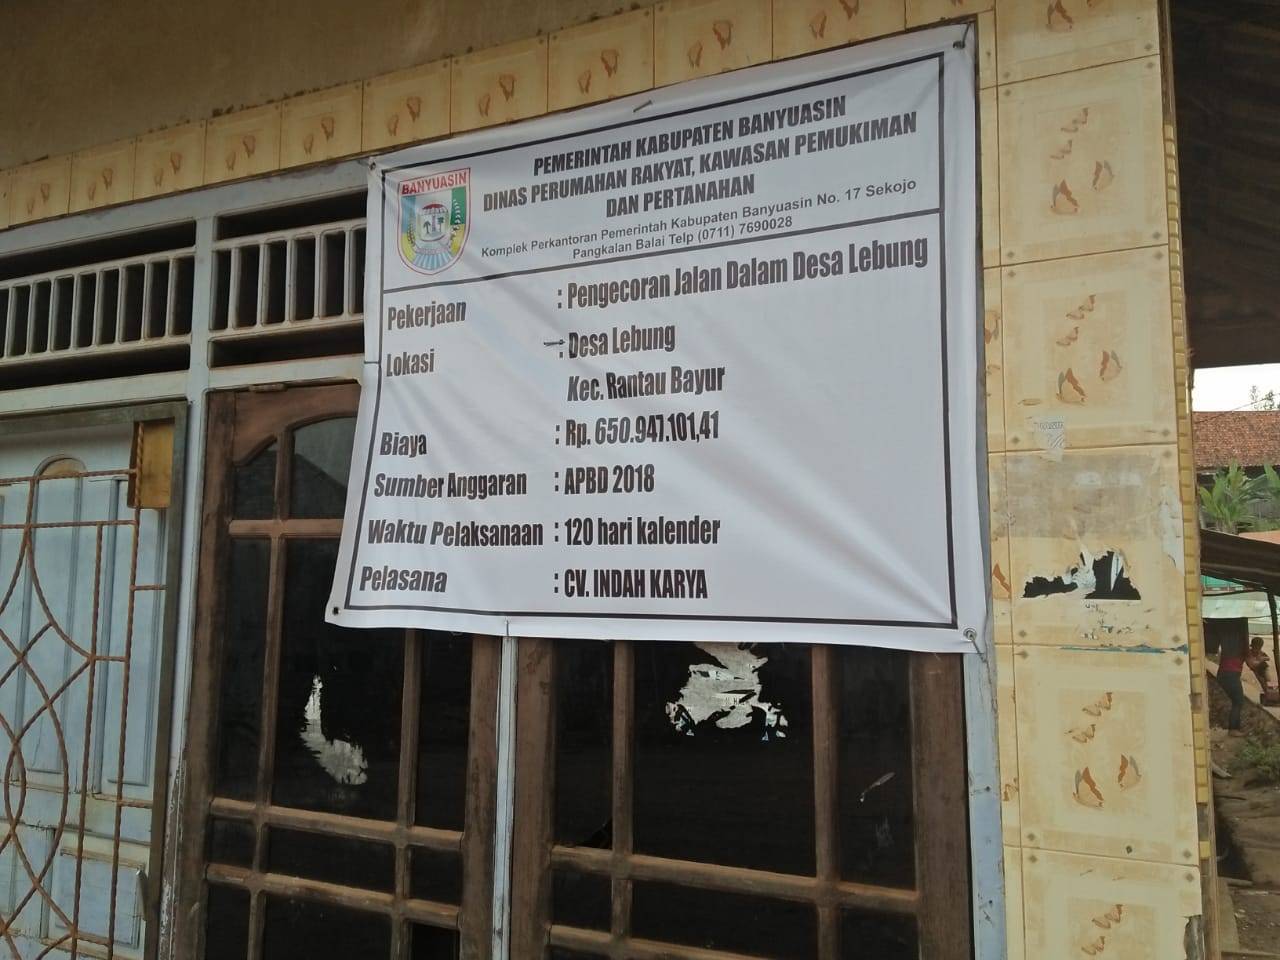 BANYUASIN
PEMERINTAH KABUPATEN BANYUASIN
DINAS PERUMAHAN RAKYAT, KAWASAN PEMUKIMAN
DAN PERTANAHAN
Komplek Perkantoran Pemerintah Kabupaten Banyuasin No. 17 Sekojo
Pangkalan Balai Telp (0711) 7690028
Pekerjaan : Pengecoran Jalan Dalam Desa Lebung
Lokasi : Desa Lebung
Kec. Rantau Bayur
Biaya : Rp. 650.947.101,41
Sumber Anggaran : APBD 2018
Waktu Pelaksanaan : 120 hari kalender
Pelasana : CV. INDAH KARYA